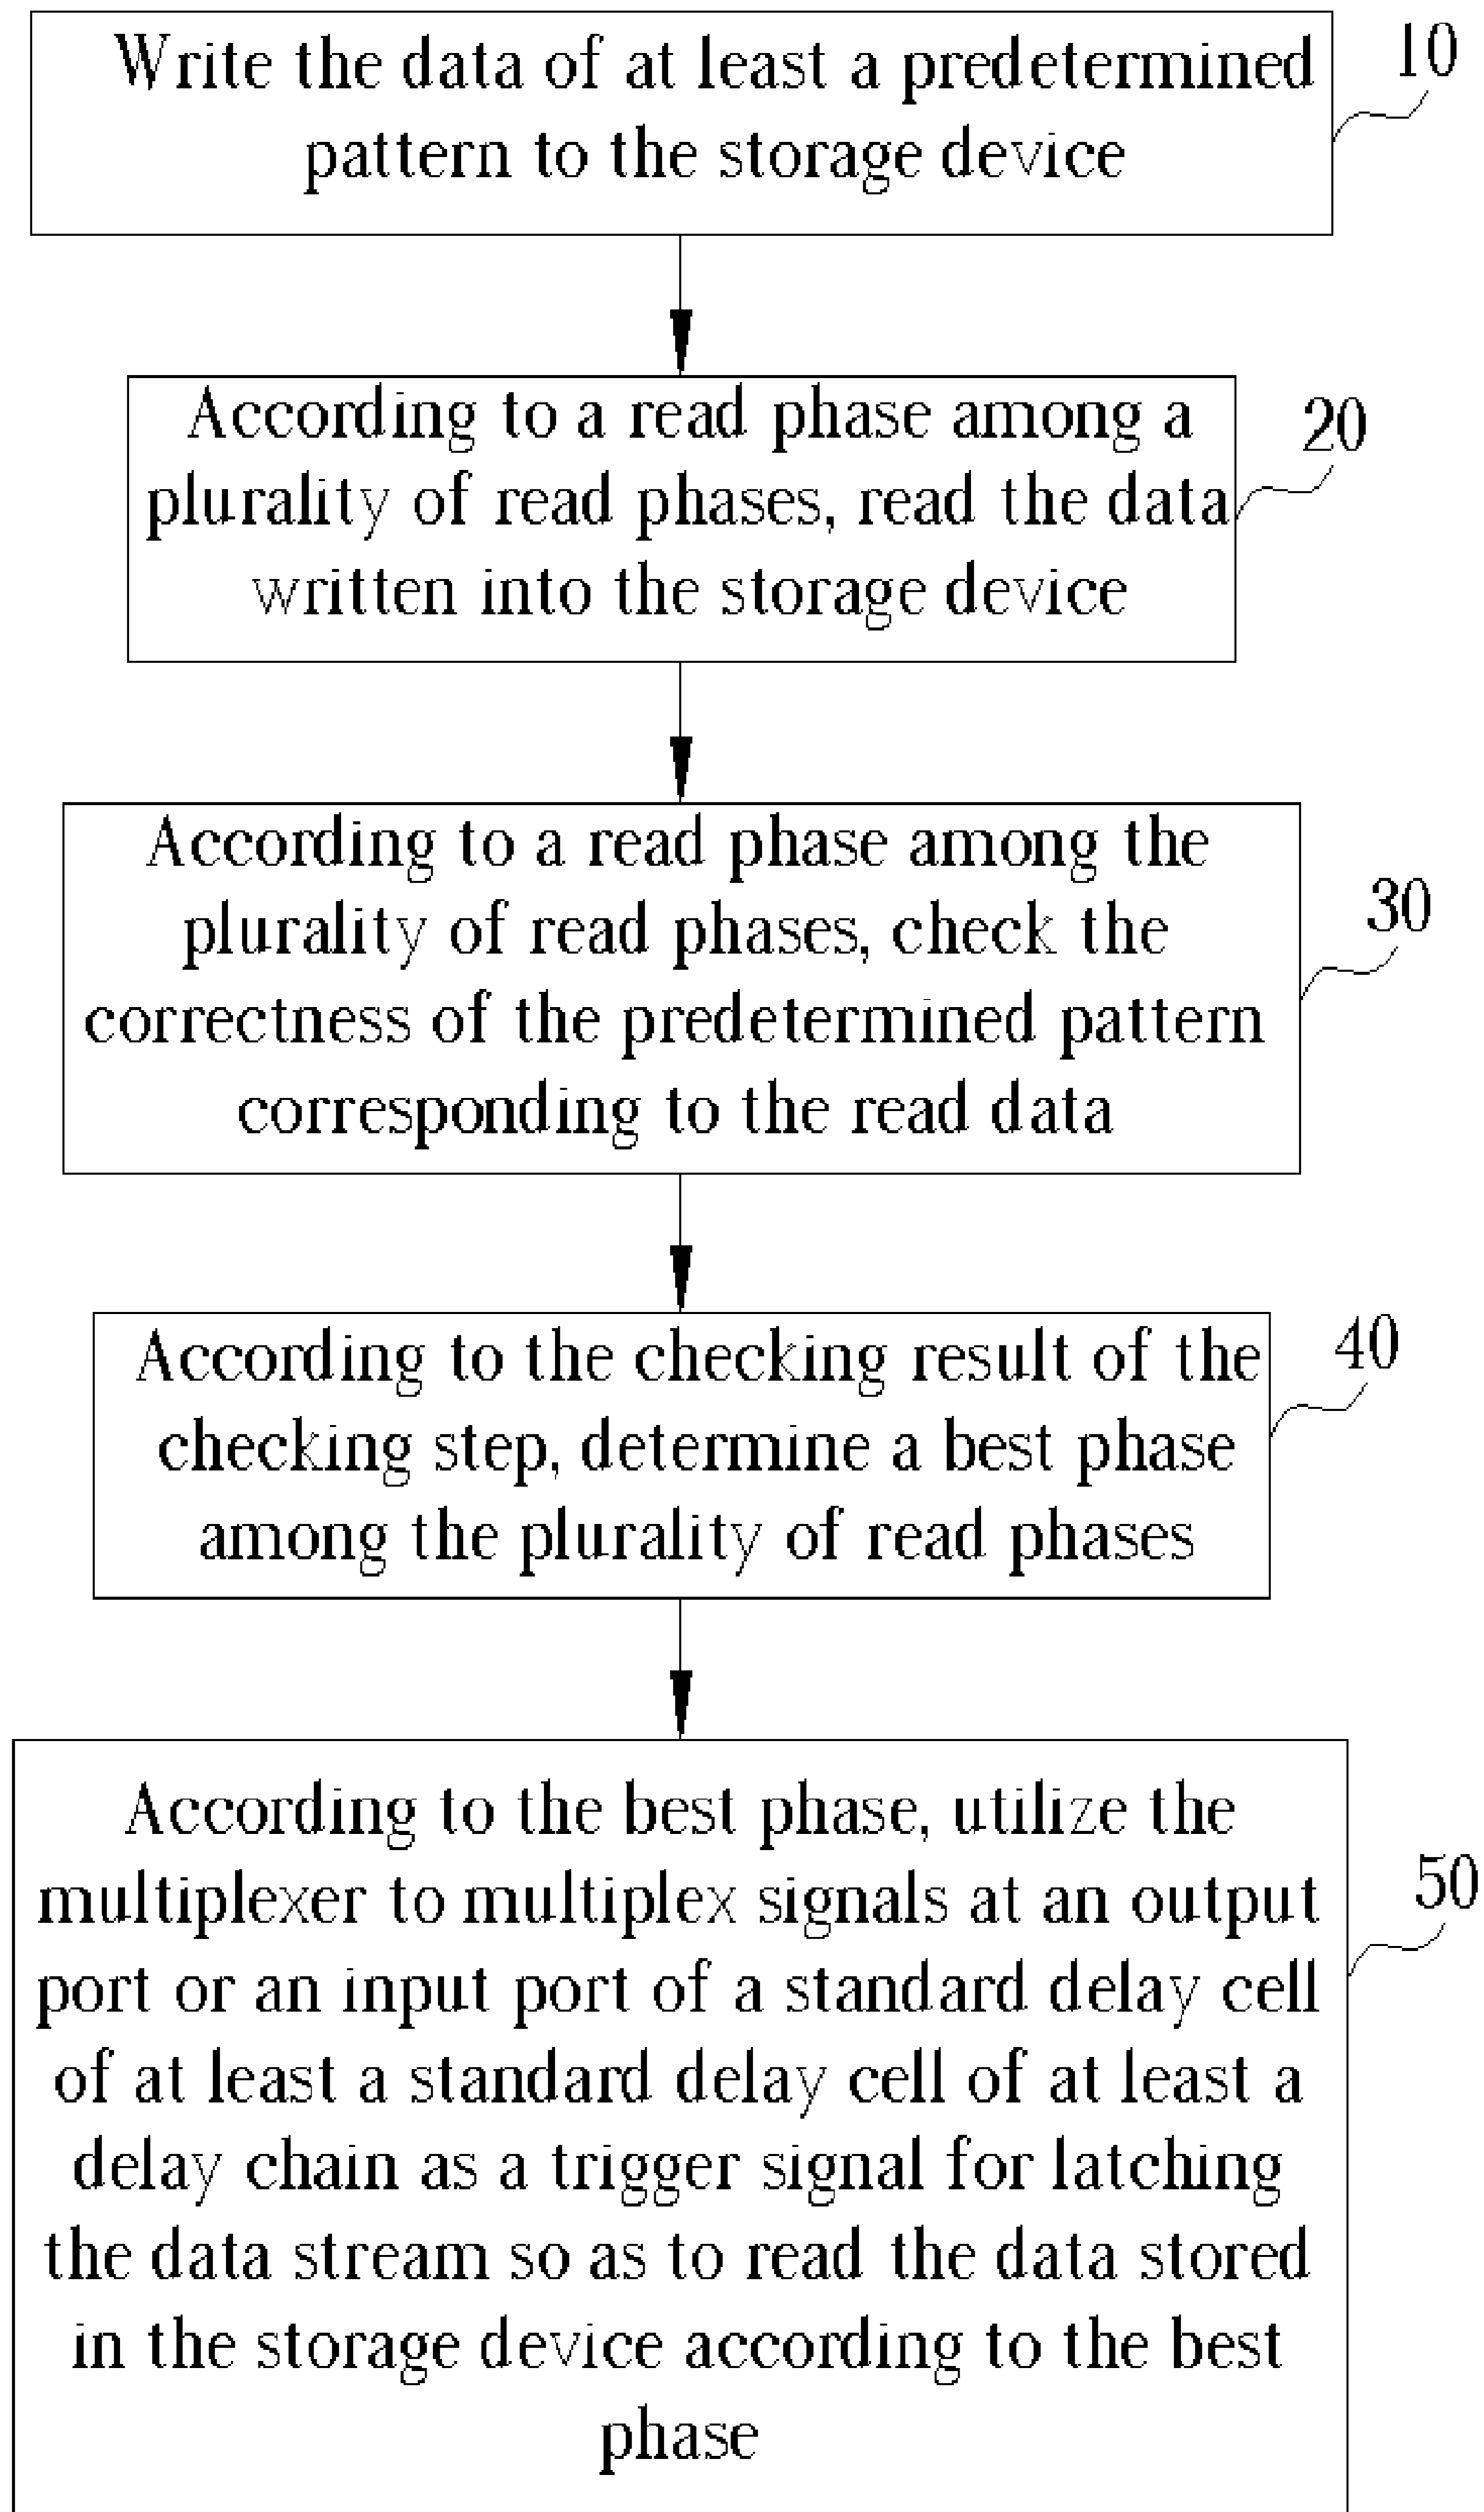 Write the data of at least a predetermined
pattern to the storage device
10
According to a read phase among a
plurality of read phases, read the data
written into the storage device
20
According to a read phase among the
plurality of read phases, check the
correctness of the predetermined pattern
corresponding to the read data
30
According to the checking result of the
checking step, determine a best phase
among the plurality of read phases
40
According to the best phase, utilize the
multiplexer to multiplex signals at an output
port or an input port of a standard delay cell
of at least a standard delay cell of at least a
delay chain as a trigger signal for latching
the data stream so as to read the data stored
in the storage device according to the best
phase
50